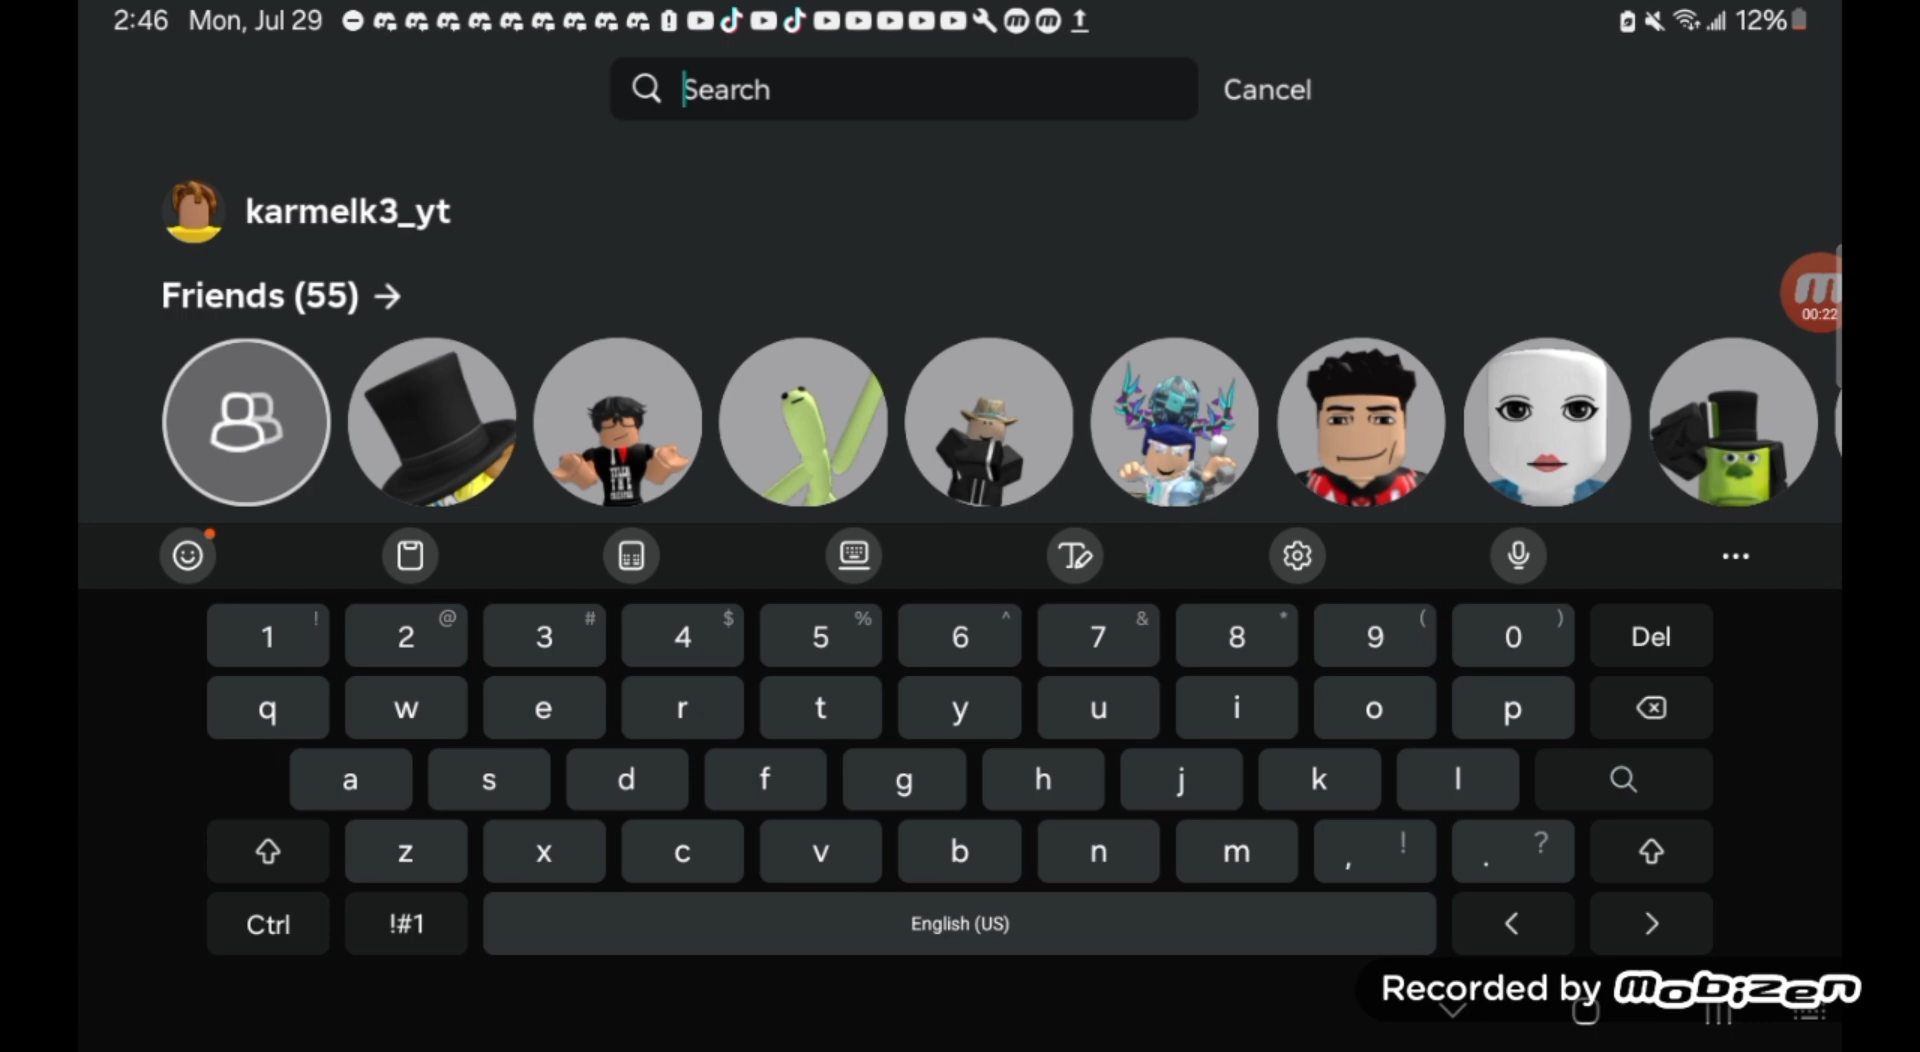 2:46 Mon, Jul 29 12%
Search Cancel
karmelk3_yt
Friends (55) →
00:22
1 ! 2 @ 3 # 4 $ 5 % 6 ^ 7 & 8 * 9 ( 0 ) Del
q w e r t y u i o p
a s d f g h j k l
z x c v b n m , ! . ?
Ctrl !#1 English (US) < >
Recorded by mobizen